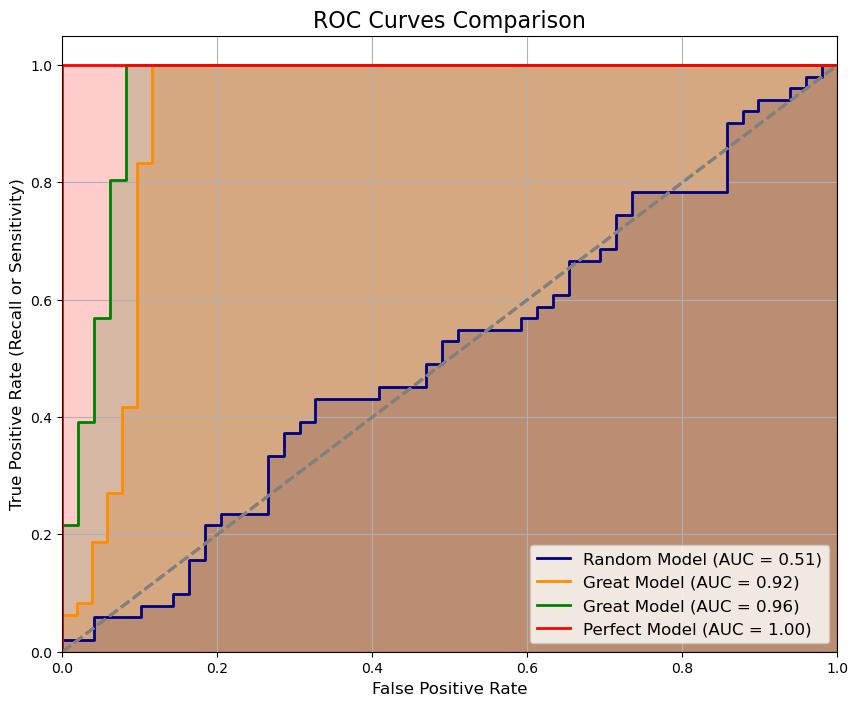 ROC Curves Comparison
True Positive Rate (Recall or Sensitivity)
1.0
0.8
0.6
0.4
0.2
0.0
Random Model (AUC = 0.51)
Great Model (AUC = 0.92)
Great Model (AUC = 0.96)
Perfect Model (AUC = 1.00)
0.0 0.2 0.4 0.6 0.8 1.0
False Positive Rate